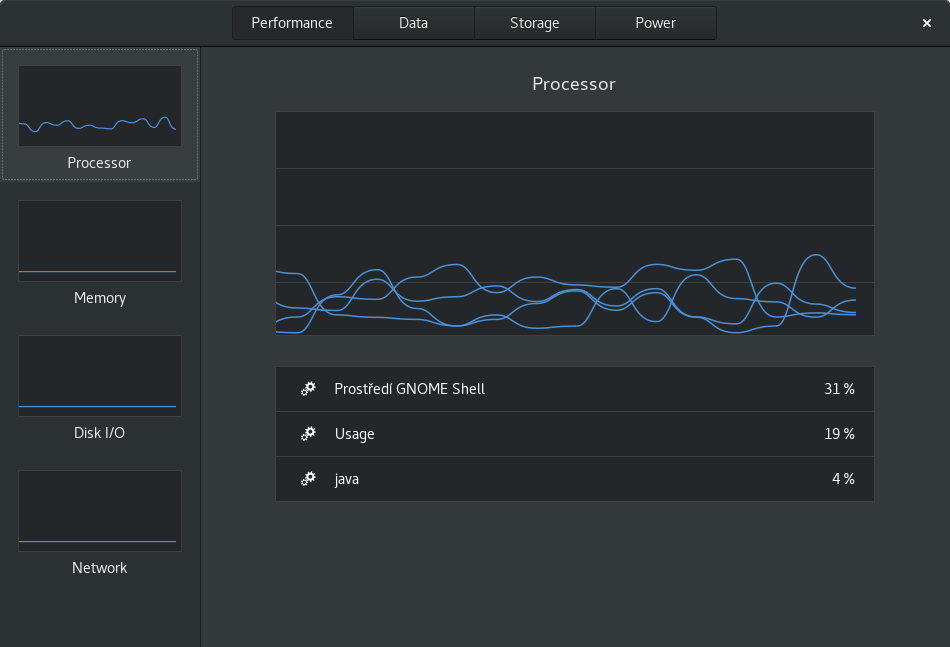 Performance Data Storage Power
Processor
Processor
Memory
Disk I/O
Network
Prostředí GNOME Shell 31 %
Usage 19 %
java 4 %